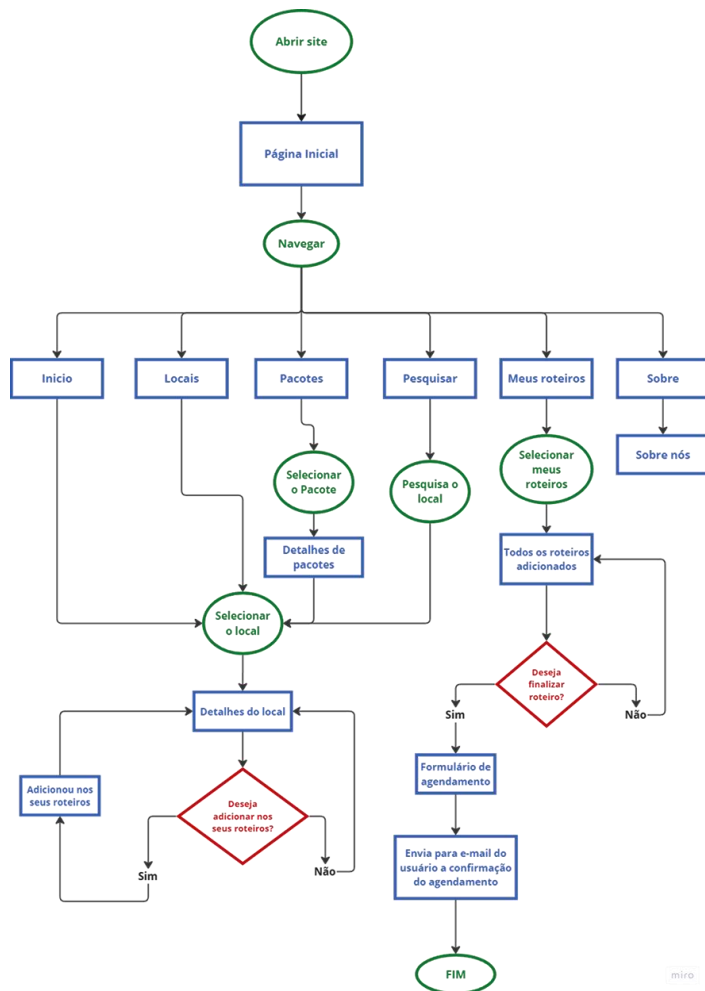 Abrir site
Página Inicial
Navegar
Inicio
Locais
Pacotes
Pesquisar
Meus roteiros
Sobre
Selecionar
o Pacote
Pesquisa o
local
Selecionar
meus
roteiros
Sobre nós
Detalhes de
pacotes
Todos os roteiros
adicionados
Selecionar
o local
Deseja
finalizar
roteiro?
Sim
Não
Detalhes do local
Formulário de
agendamento
Adicionou nos
seus roteiros
Deseja
adicionar nos
seus roteiros?
Sim
Não
Envia para e-mail do
usuário a confirmação
do agendamento
FIM
miro